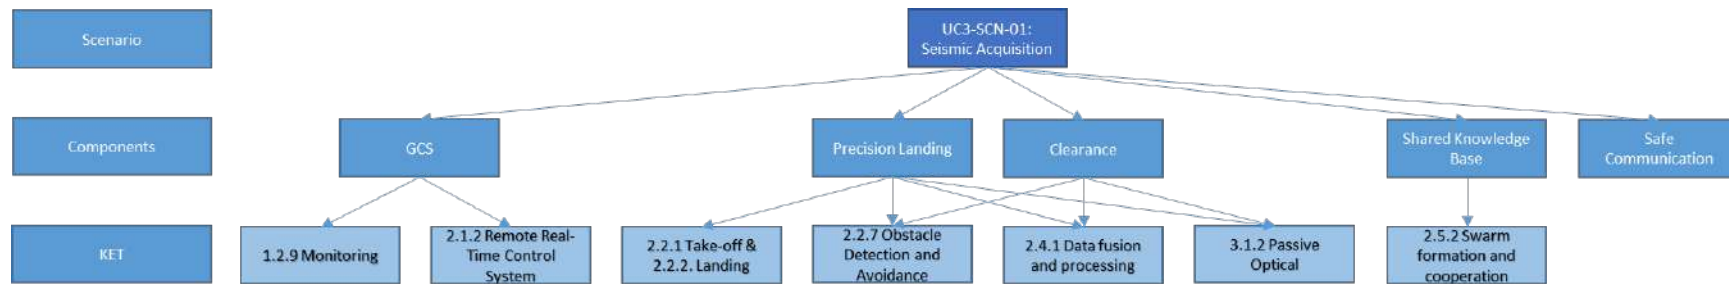 Scenario
UC3-SCN-01:
Seismic Acquisition
Components
GCS
Precision Landing
Clearance
Shared Knowledge
Base
Safe
Communication
KET
1.2.9 Monitoring
2.1.2 Remote Real-
Time Control
System
2.2.1 Take-off &
2.2.2. Landing
2.2.7 Obstacle
Detection and
Avoidance
2.4.1 Data fusion
and processing
3.1.2 Passive
Optical
2.5.2 Swarm
formation and
cooperation